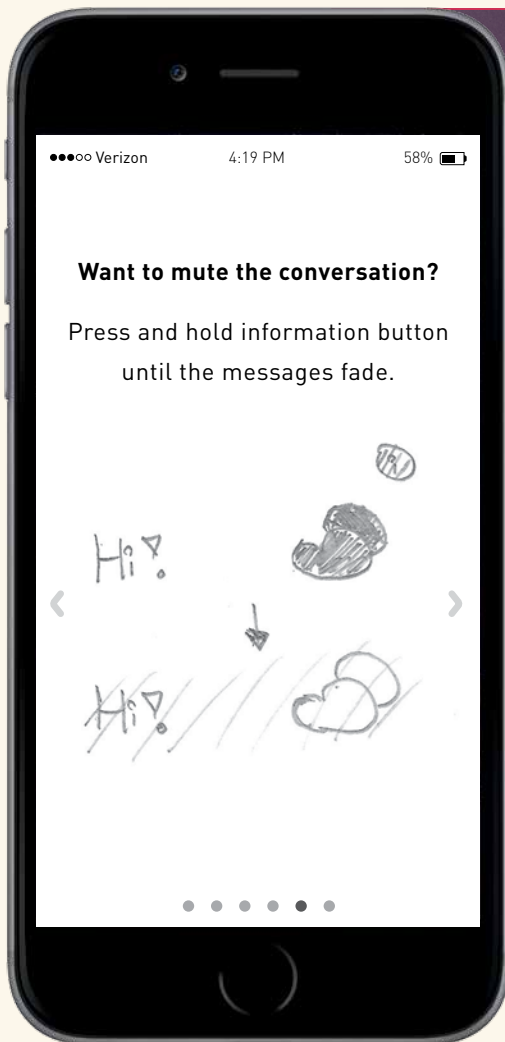 Verizon 4:19 PM 58%
Want to mute the conversation?
Press and hold information button
until the messages fade.
Hi!
Hi!